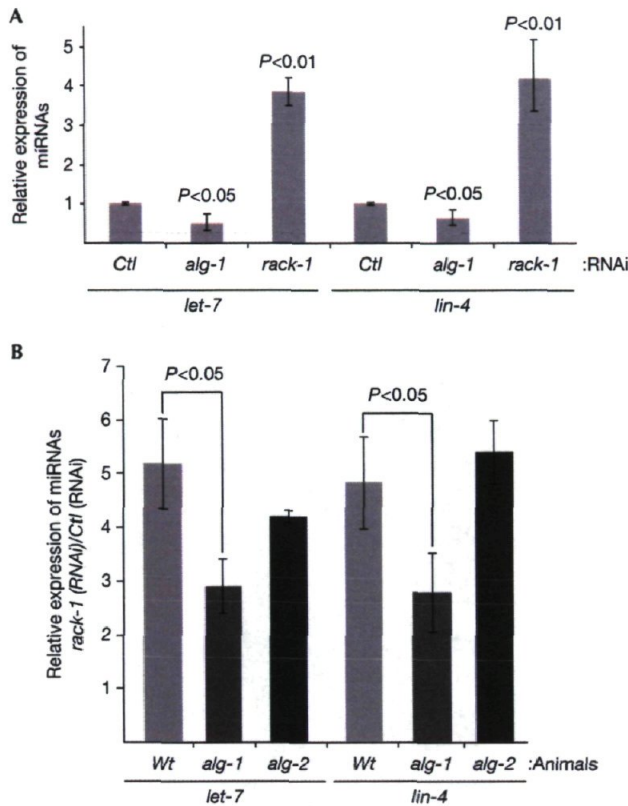 A
Relative expression of
miRNAs
5
4
3
2
1
P<0.05
P<0.01
P<0.05
P<0.01
Ctl alg-1 rack-1 Ctl alg-1 rack-1 :RNAi
let-7 lin-4
B
Relative expression of miRNAs
rack-1 (RNAi)/Ctl (RNAi)
7
6
5
4
3
2
1
P<0.05
P<0.05
Wt alg-1 alg-2 Wt alg-1 alg-2 :Animals
let-7 lin-4